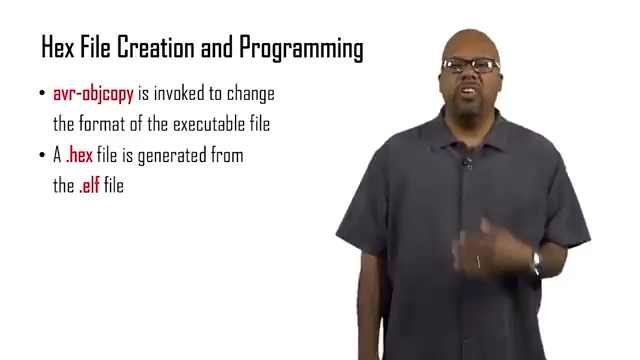 Hex File Creation and Programming
• avr-objcopy is invoked to change
the format of the executable file
• A .hex file is generated from
the .elf file